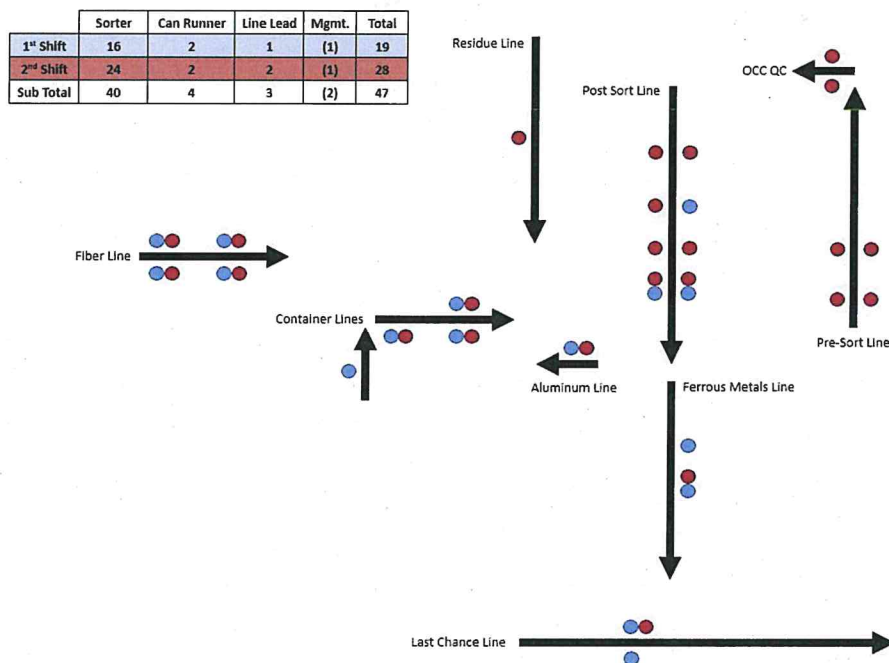 Sorter Can Runner Line Lead Mgmt. Total
1st Shift 16 2 1 (1) 19
2nd Shift 24 2 2 (1) 28
Sub Total 40 4 3 (2) 47
Residue Line
OCC QC
Post Sort Line
Fiber Line
Container Lines
Pre-Sort Line
Aluminum Line
Ferrous Metals Line
Last Chance Line